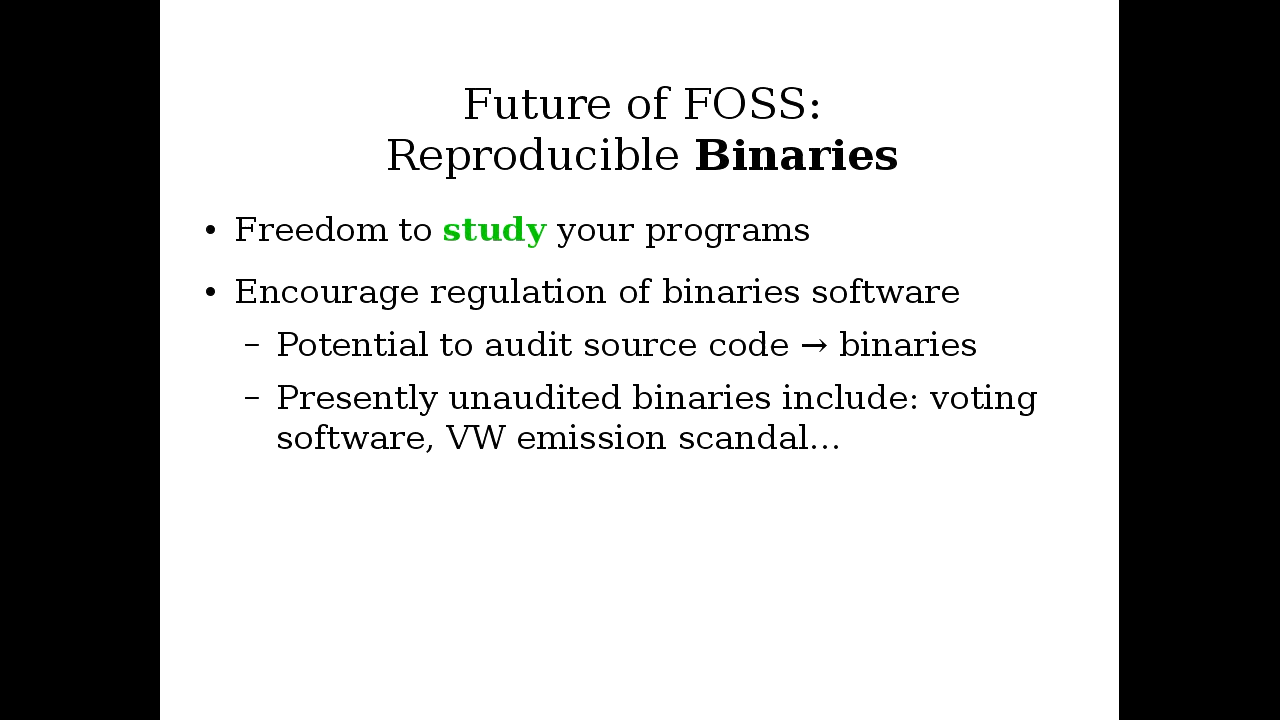 Future of FOSS:
Reproducible Binaries
• Freedom to study your programs
• Encourage regulation of binaries software
– Potential to audit source code → binaries
– Presently unaudited binaries include: voting
software, VW emission scandal...